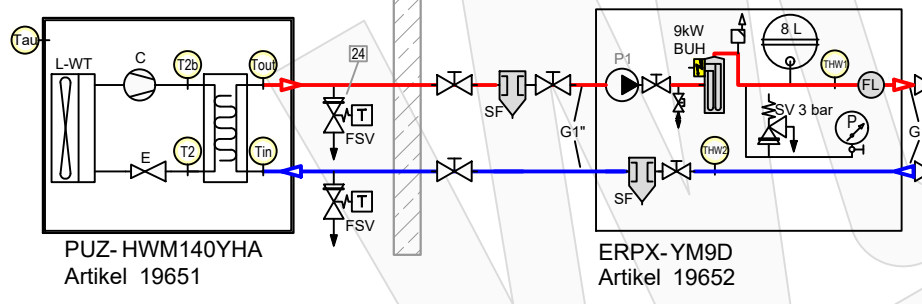 Tau
L-WT
C
T2b
Tout
24
T
FSV
SF
G1"
P1
9kW
BUH
8 L
THW1
FL
SV 3 bar
P
G
E
T2
Tin
T
FSV
SF
THW2
PUZ-HWM140YHA
Artikel 19651
ERPX-YM9D
Artikel 19652